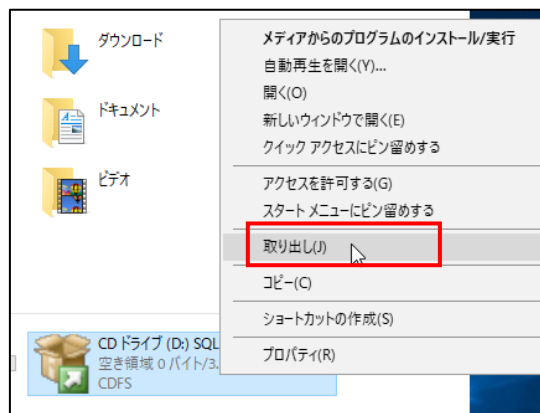 ダウンロード
ドキュメント
ビデオ
メディアからのプログラムのインストール/実行
自動再生を開く(Y)...
開く(O)
新しいウィンドウで開く(E)
クイック アクセスにピン留めする
アクセスを許可する(G)
スタート メニューにピン留めする
取り出し(J)
コピー(C)
ショートカットの作成(S)
プロパティ(R)
CD ドライブ (D:) SQL
空き領域 0 バイト/3.
CDFS